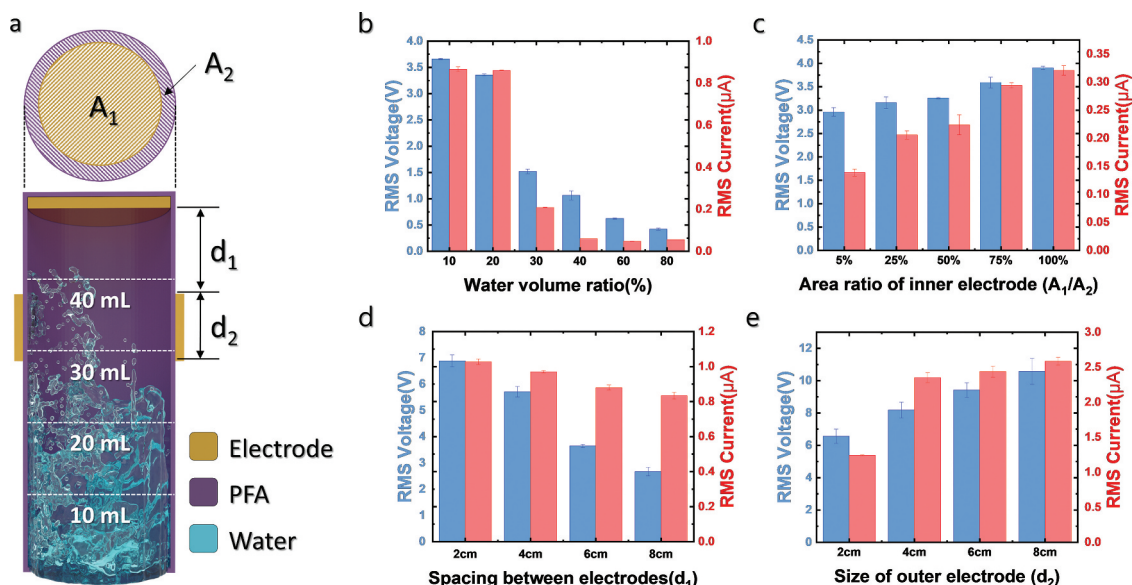 a
A₂
A₁
d₁
40 mL
d₂
30 mL
20 mL
10 mL
Electrode
PFA
Water
b
RMS Voltage(V)
4.0
3.5
3.0
2.5
2.0
1.5
1.0
0.5
0.0
1.0
0.8
0.6
0.4
0.2
0.0
RMS Current(μA)
10 20 30 40 60 80
Water volume ratio(%)
c
RMS Voltage(V)
4.5
4.0
3.5
3.0
2.5
2.0
1.5
1.0
0.5
0.0
0.35
0.30
0.25
0.20
0.15
0.10
0.05
0.00
RMS Current(μA)
5% 25% 50% 75% 100%
Area ratio of inner electrode (A₁/A₂)
d
RMS Voltage(V)
8
7
6
5
4
3
2
1
0
1.2
1.0
0.8
0.6
0.4
0.2
0.0
RMS Current(μA)
2cm 4cm 6cm 8cm
Spacing between electrodes(d₁)
e
RMS Voltage(V)
12
10
8
6
4
2
0
3.0
2.5
2.0
1.5
1.0
0.5
0.0
RMS Current(μA)
2cm 4cm 6cm 8cm
Size of outer electrode (d₂)